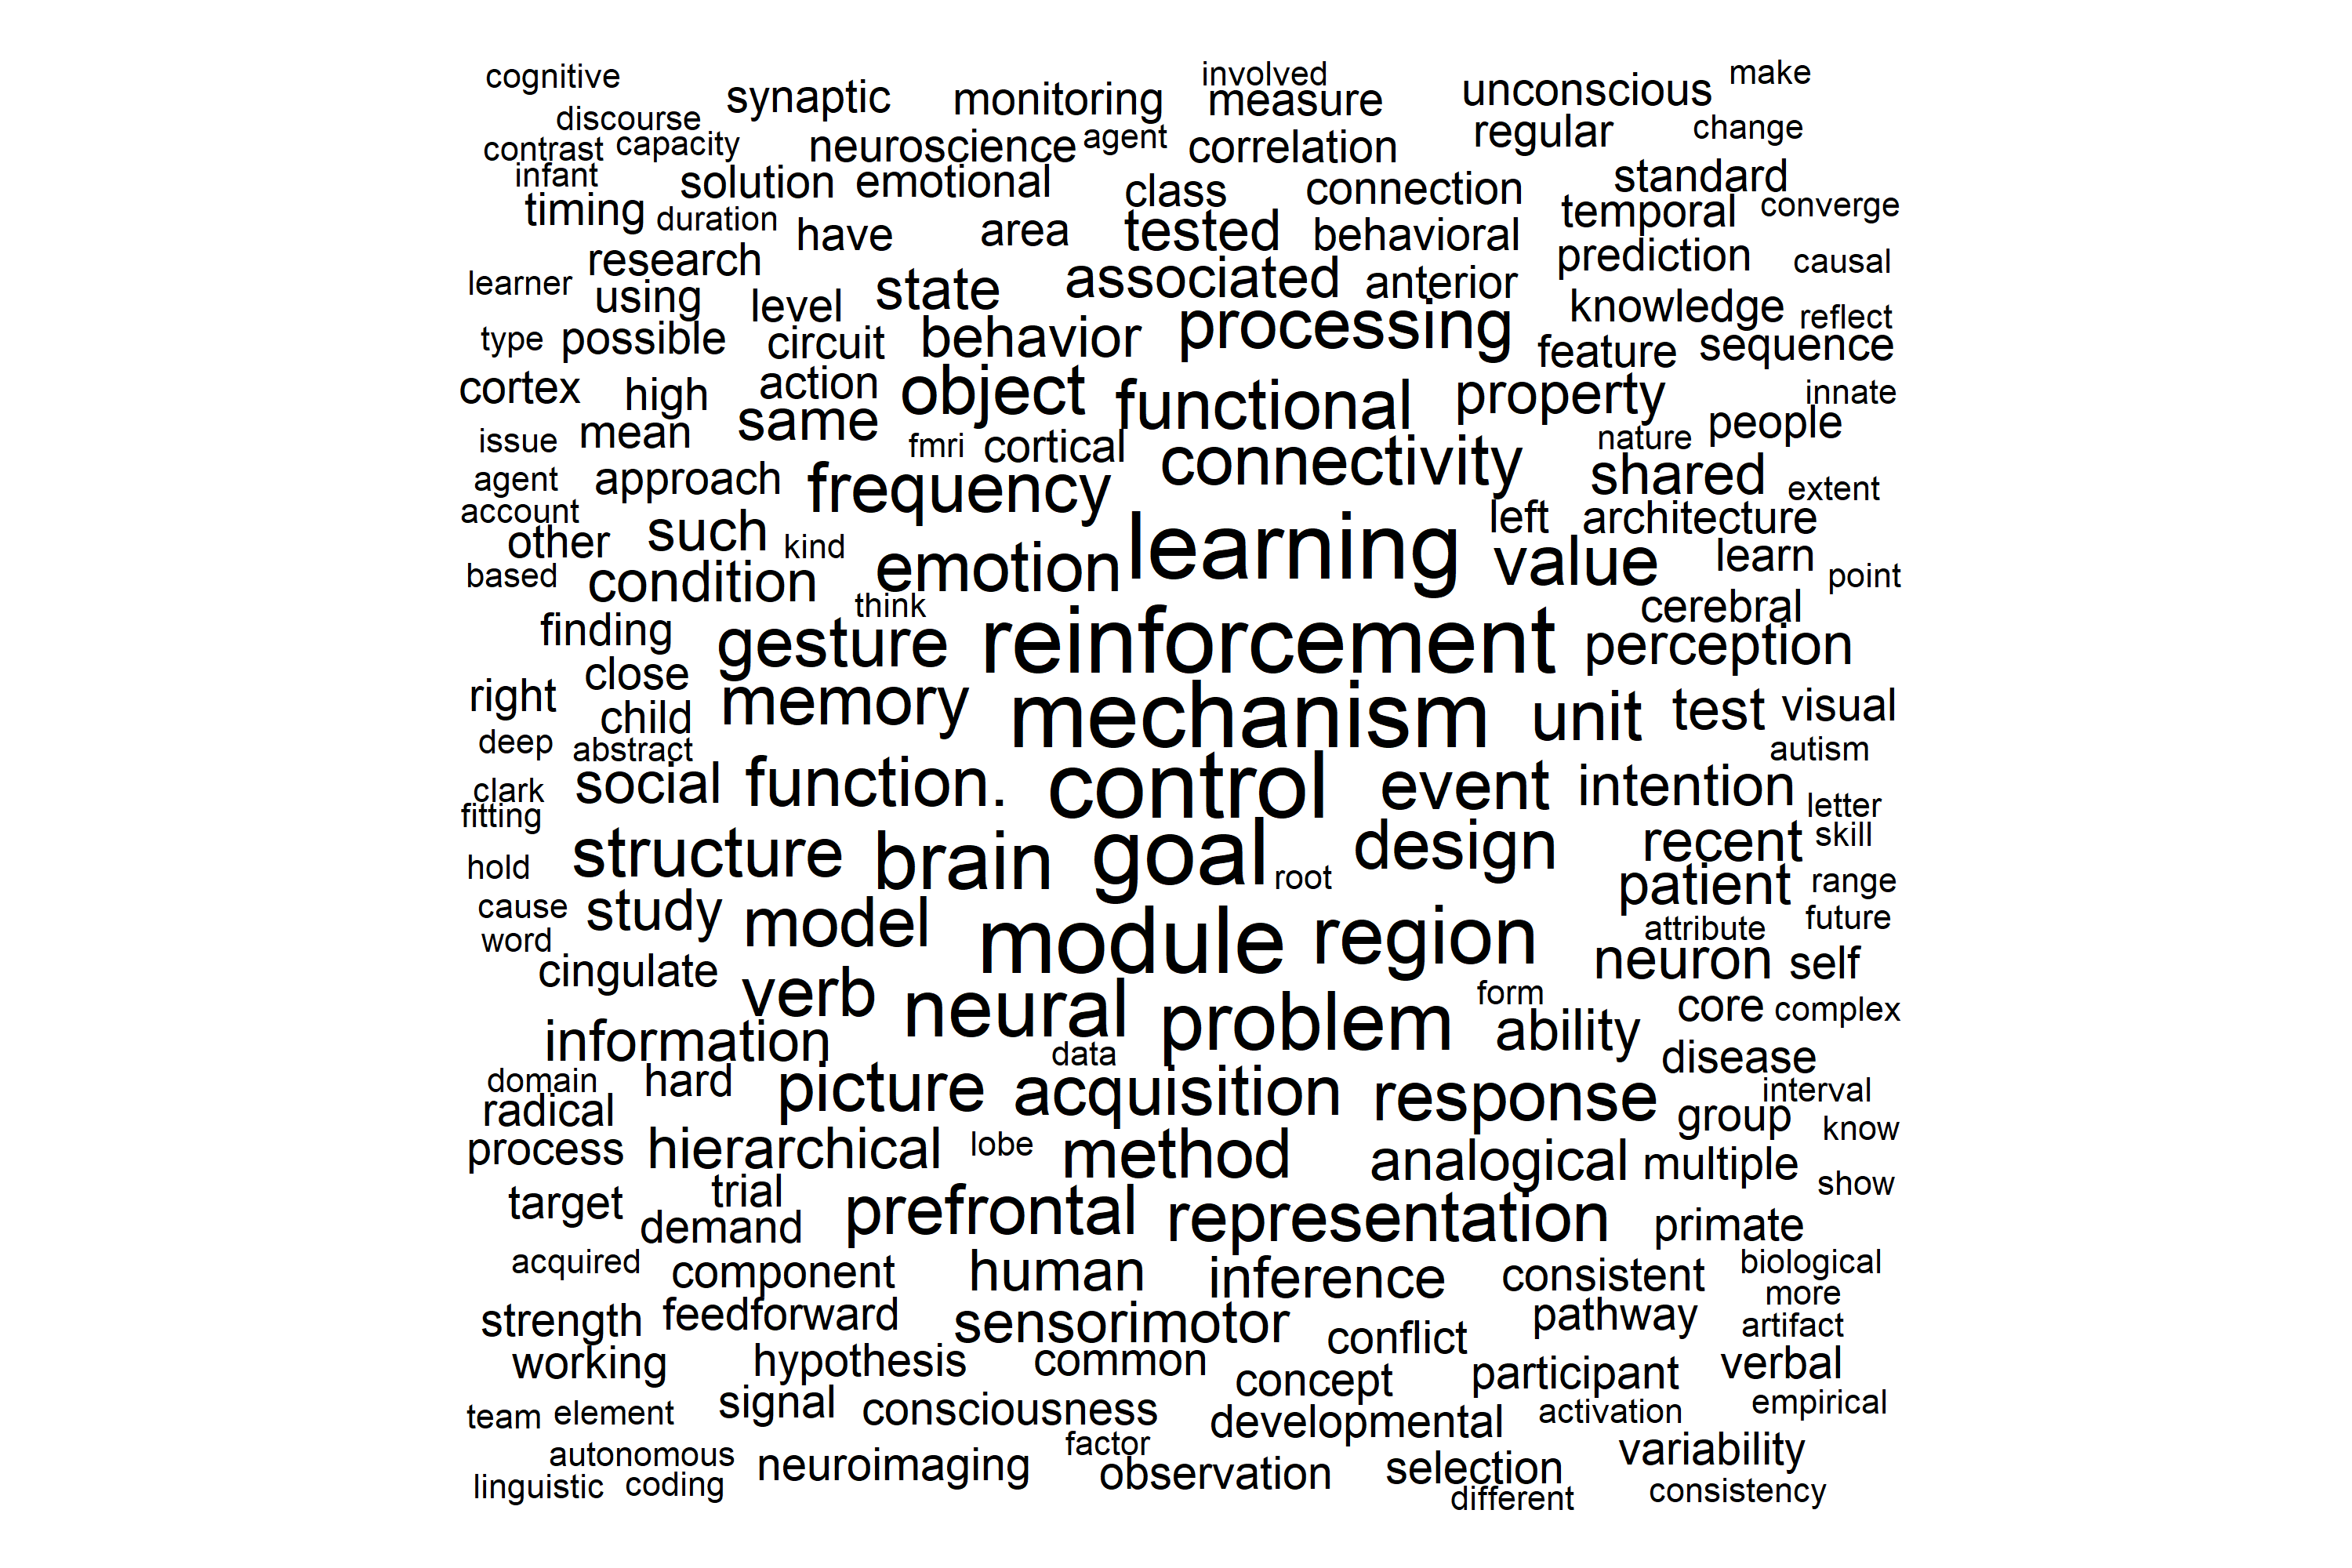 cognitive synaptic monitoring involved measure unconscious make
discourse contrast capacity neuroscience agent correlation regular change
infant solution emotional class connection standard
timing duration have area tested behavioral temporal converge
research associated anterior prediction causal
learner using level state knowledge reflect
type possible circuit behavior processing feature sequence
cortex high action object functional property innate
issue mean same fmri cortical nature people
agent approach frequency connectivity shared extent
account other such kind learning left architecture
based condition emotion value learn point
finding think gesture reinforcement cerebral perception
right close child memory mechanism unit test visual
deep abstract autism
clark social function. control event intention letter
fitting
hold structure brain goal root design recent skill
cause study model module region patient range
word attribute future
cingulate verb neural problem form neuron self
information data ability core complex
domain hard picture acquisition response disease interval
radical group know
process hierarchical lobe method analogical multiple show
target trial demand prefrontal representation primate
acquired component human inference consistent biological
strength feedforward sensorimotor conflict pathway more artifact
working hypothesis common concept participant verbal
team element signal consciousness developmental activation empirical
autonomous neuroimaging factor observation selection variability
linguistic coding different consistency